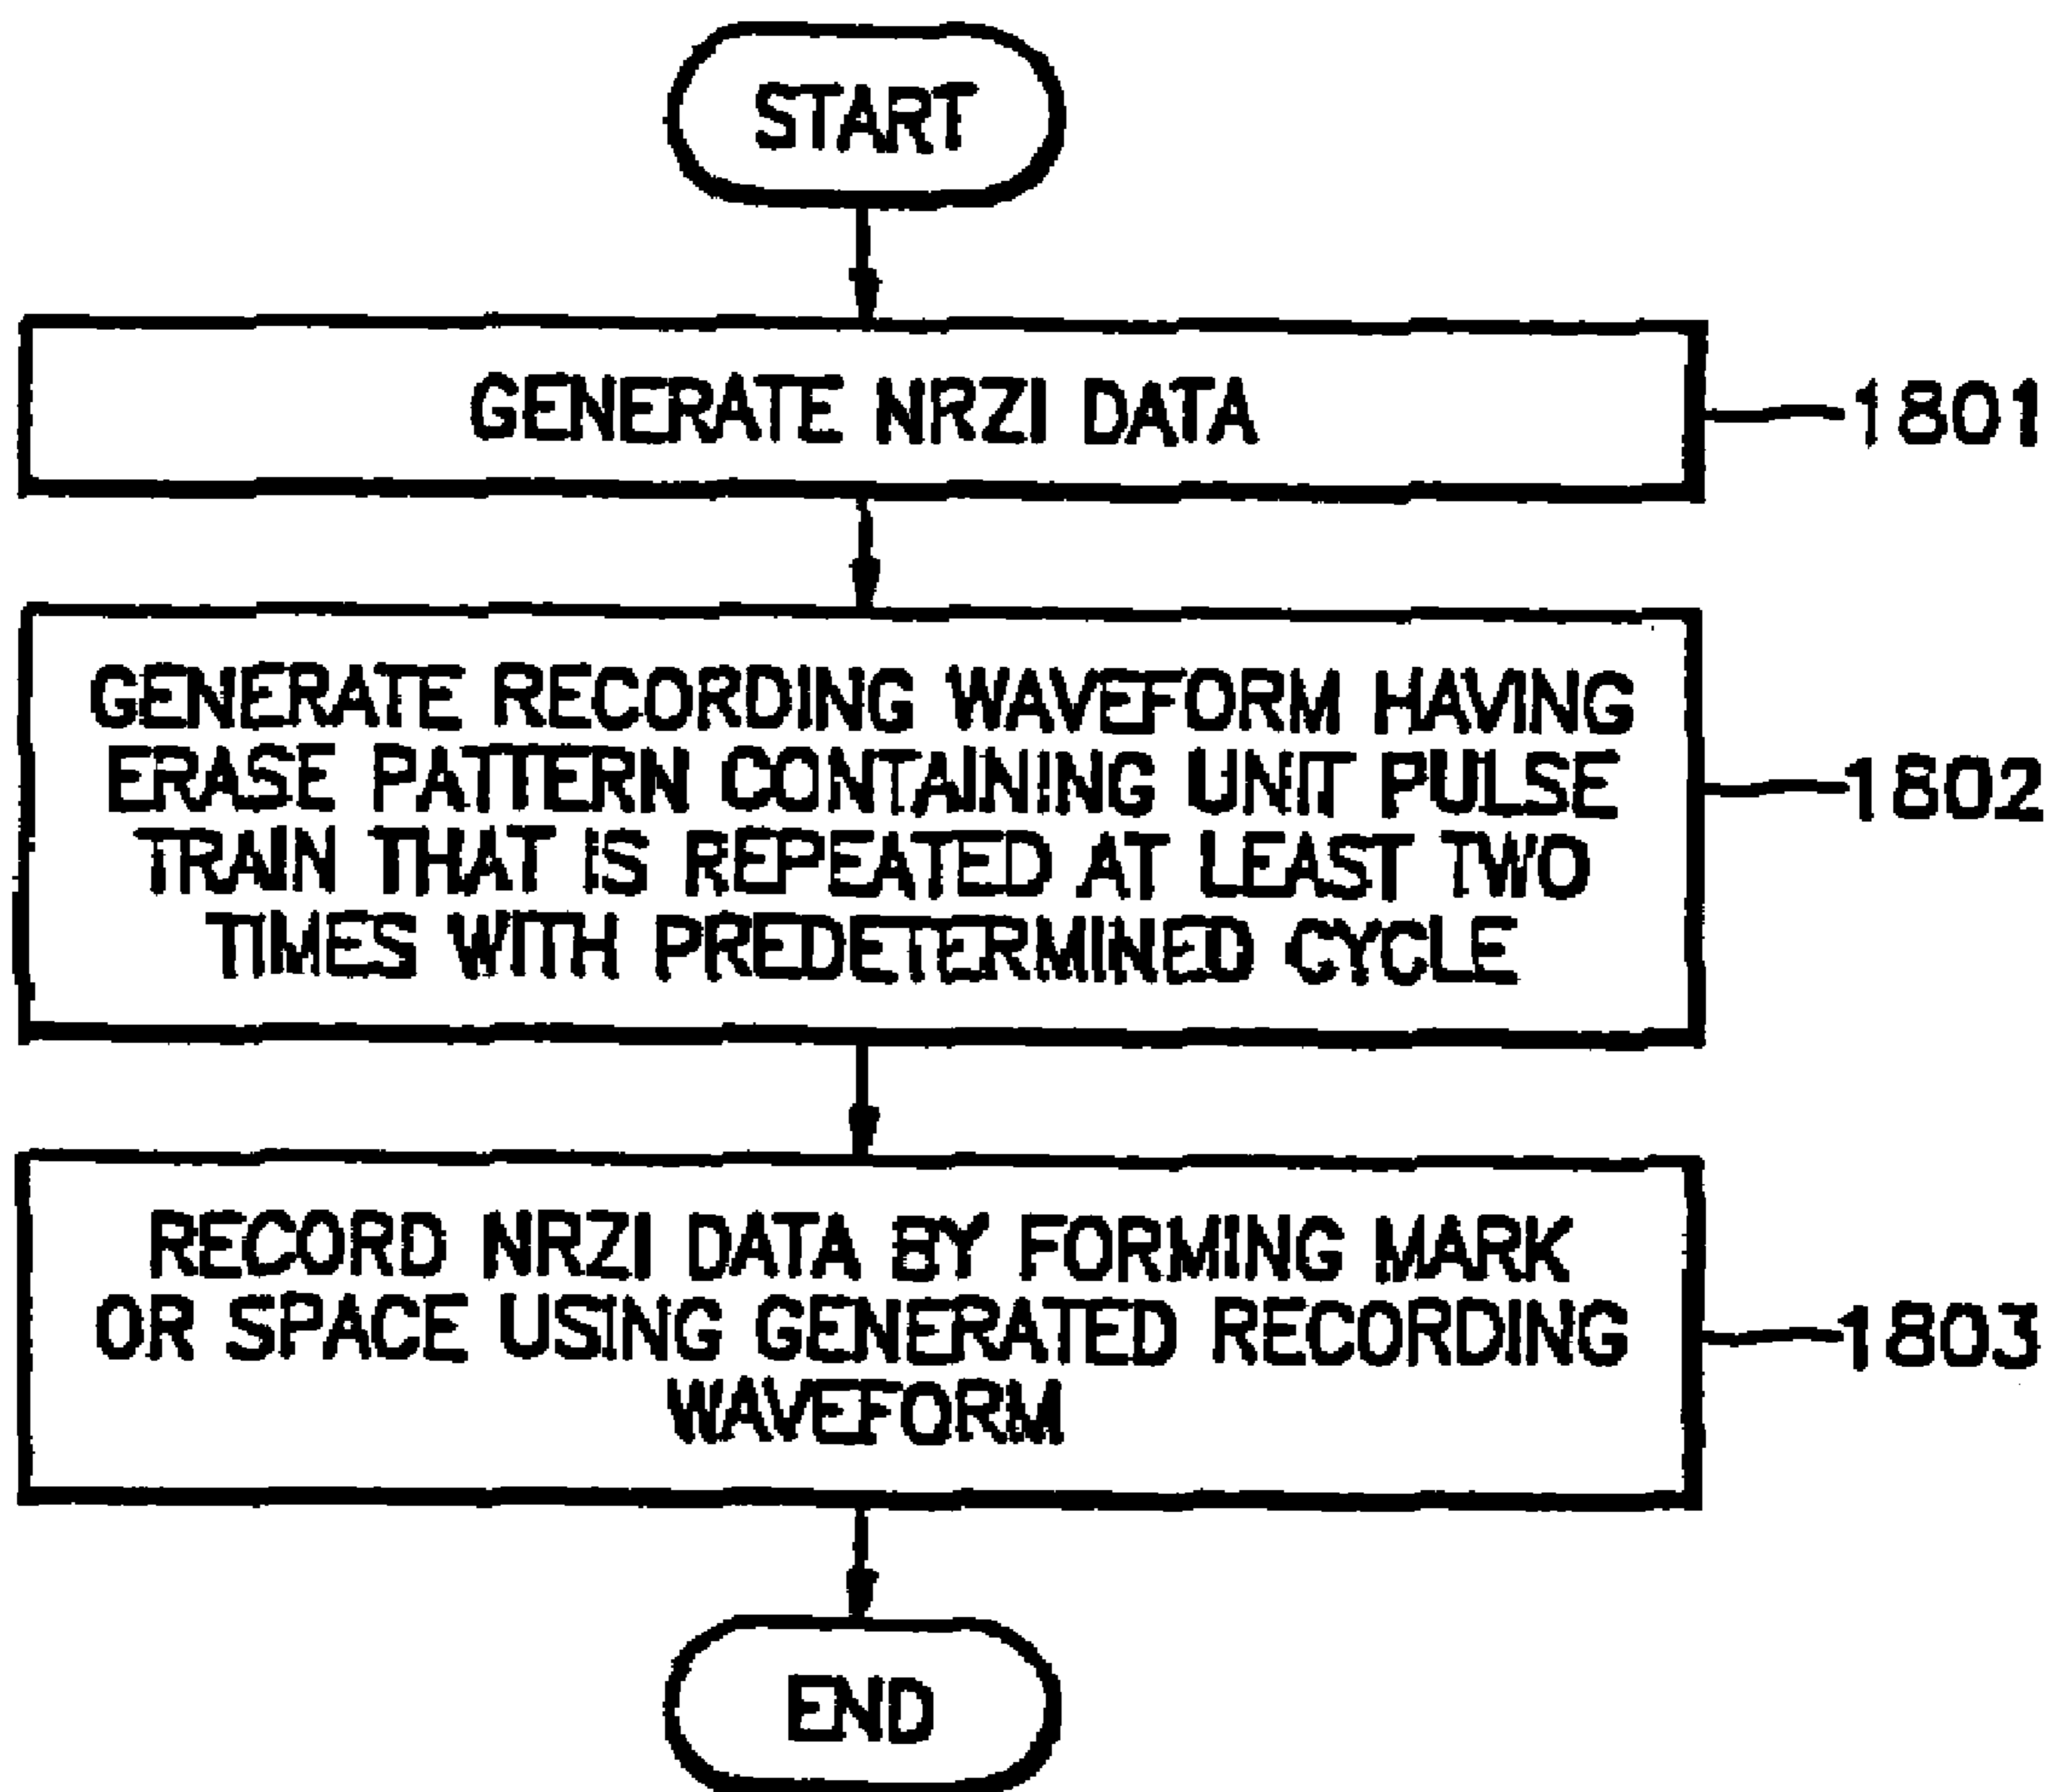 START
GENERATE NRZI DATA
1801
GENERATE RECORDING WAVEFORM HAVING
ERASE PATTERN CONTAINING UNIT PULSE
TRAIN THAT IS REPEATED AT LEAST TWO
TIMES WITH PREDETERMINED CYCLE
1802
RECORD NRZI DATA BY FORMING MARK
OR SPACE USING GENERATED RECORDING
WAVEFORM
1803
END